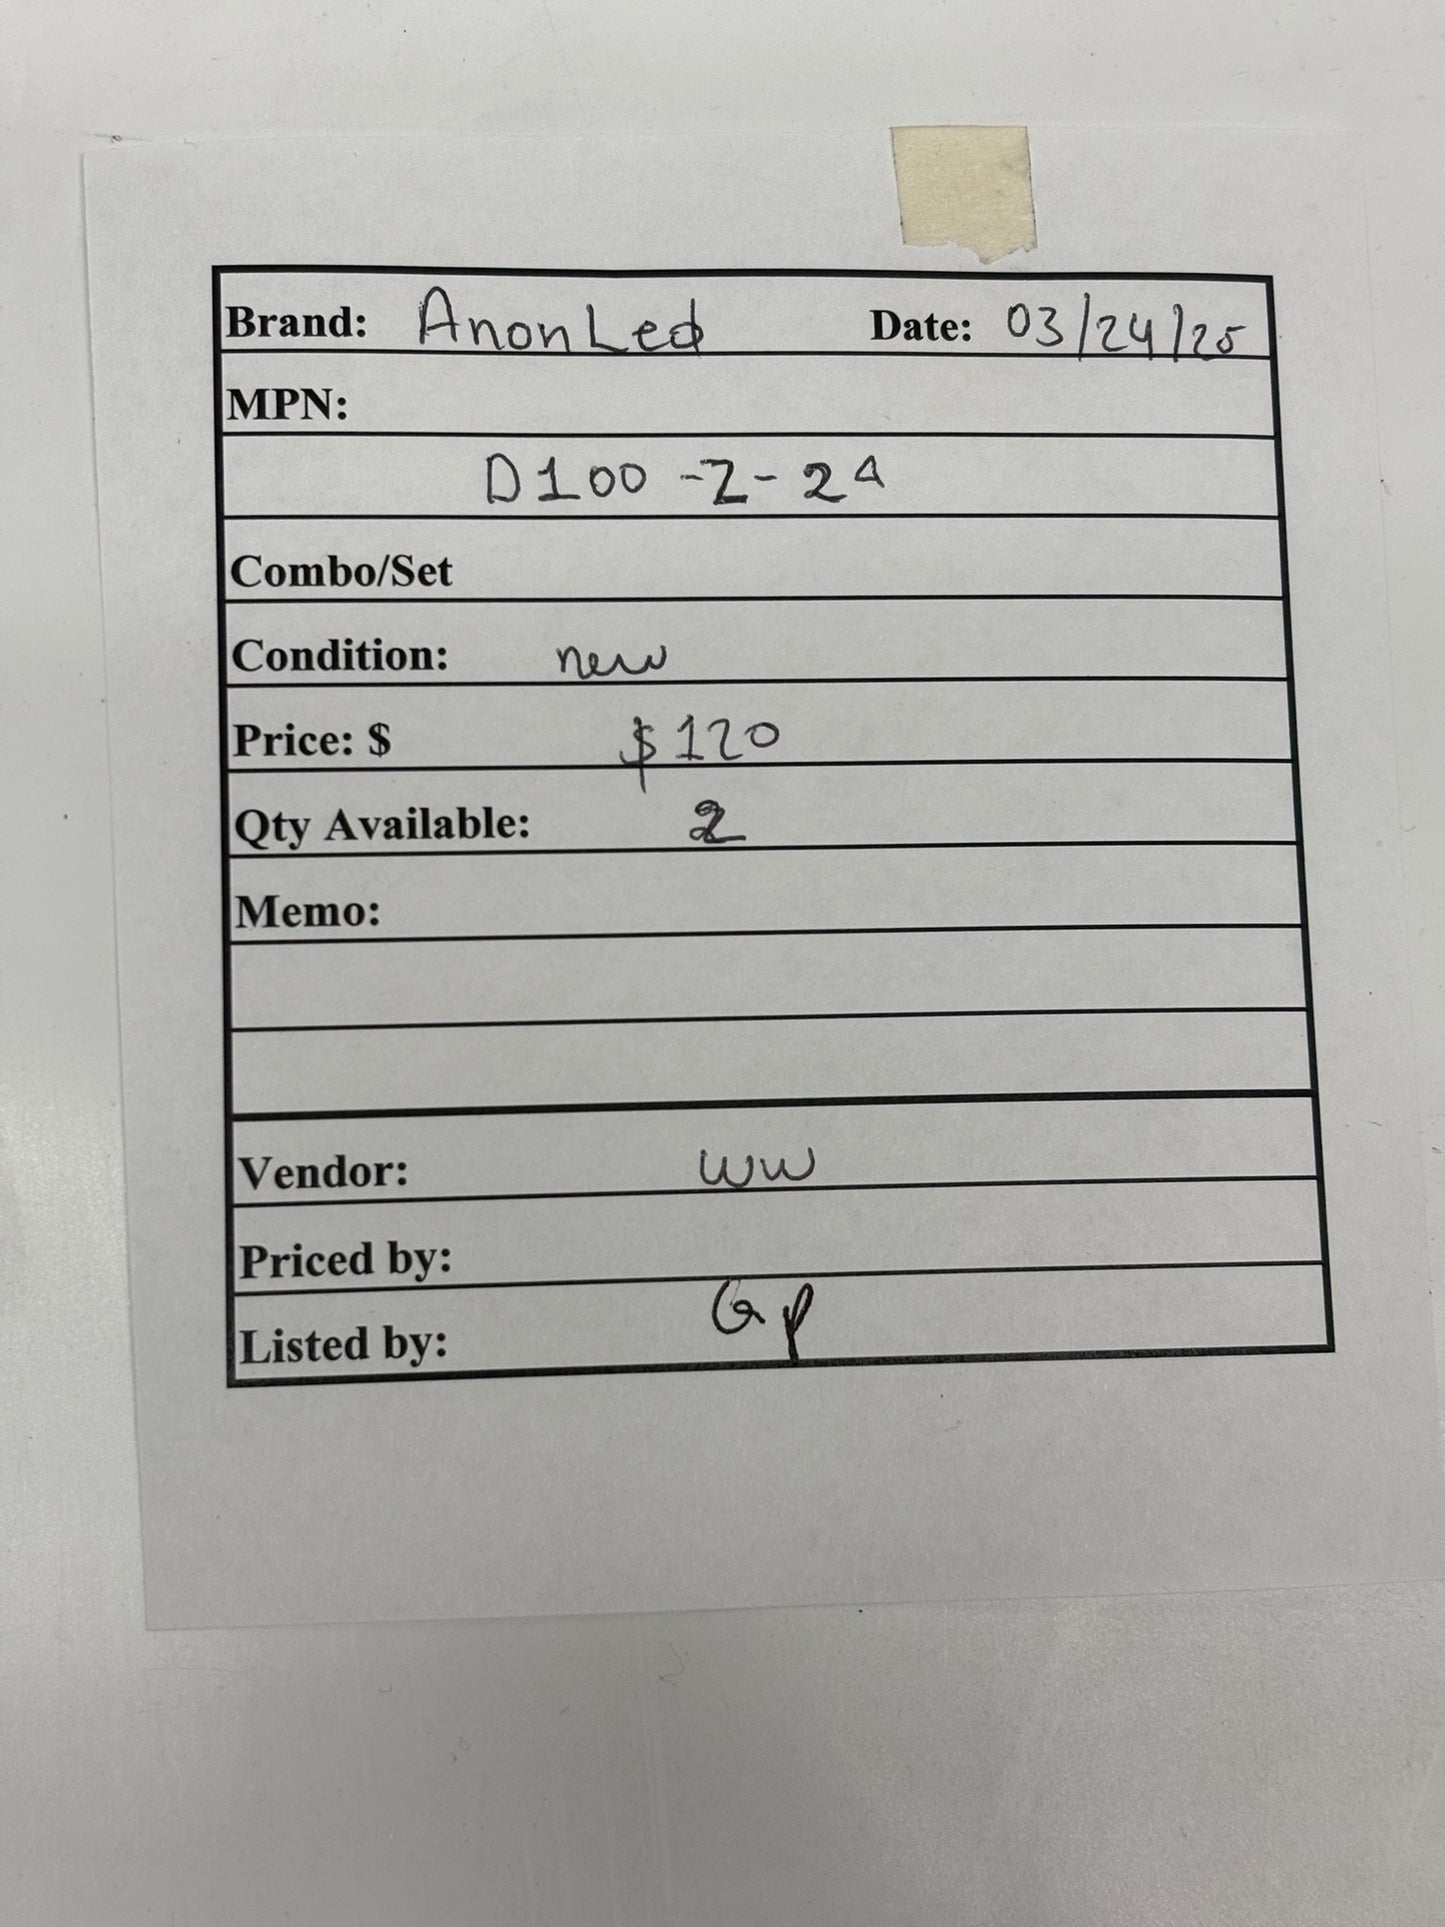 Brand: AnonLed Date: 03/24/25
MPN:
D100-Z-24
Combo/Set
Condition: new
Price: $ $120
Qty Available: 2
Memo:
Vendor: WW
Priced by:
Listed by: GP